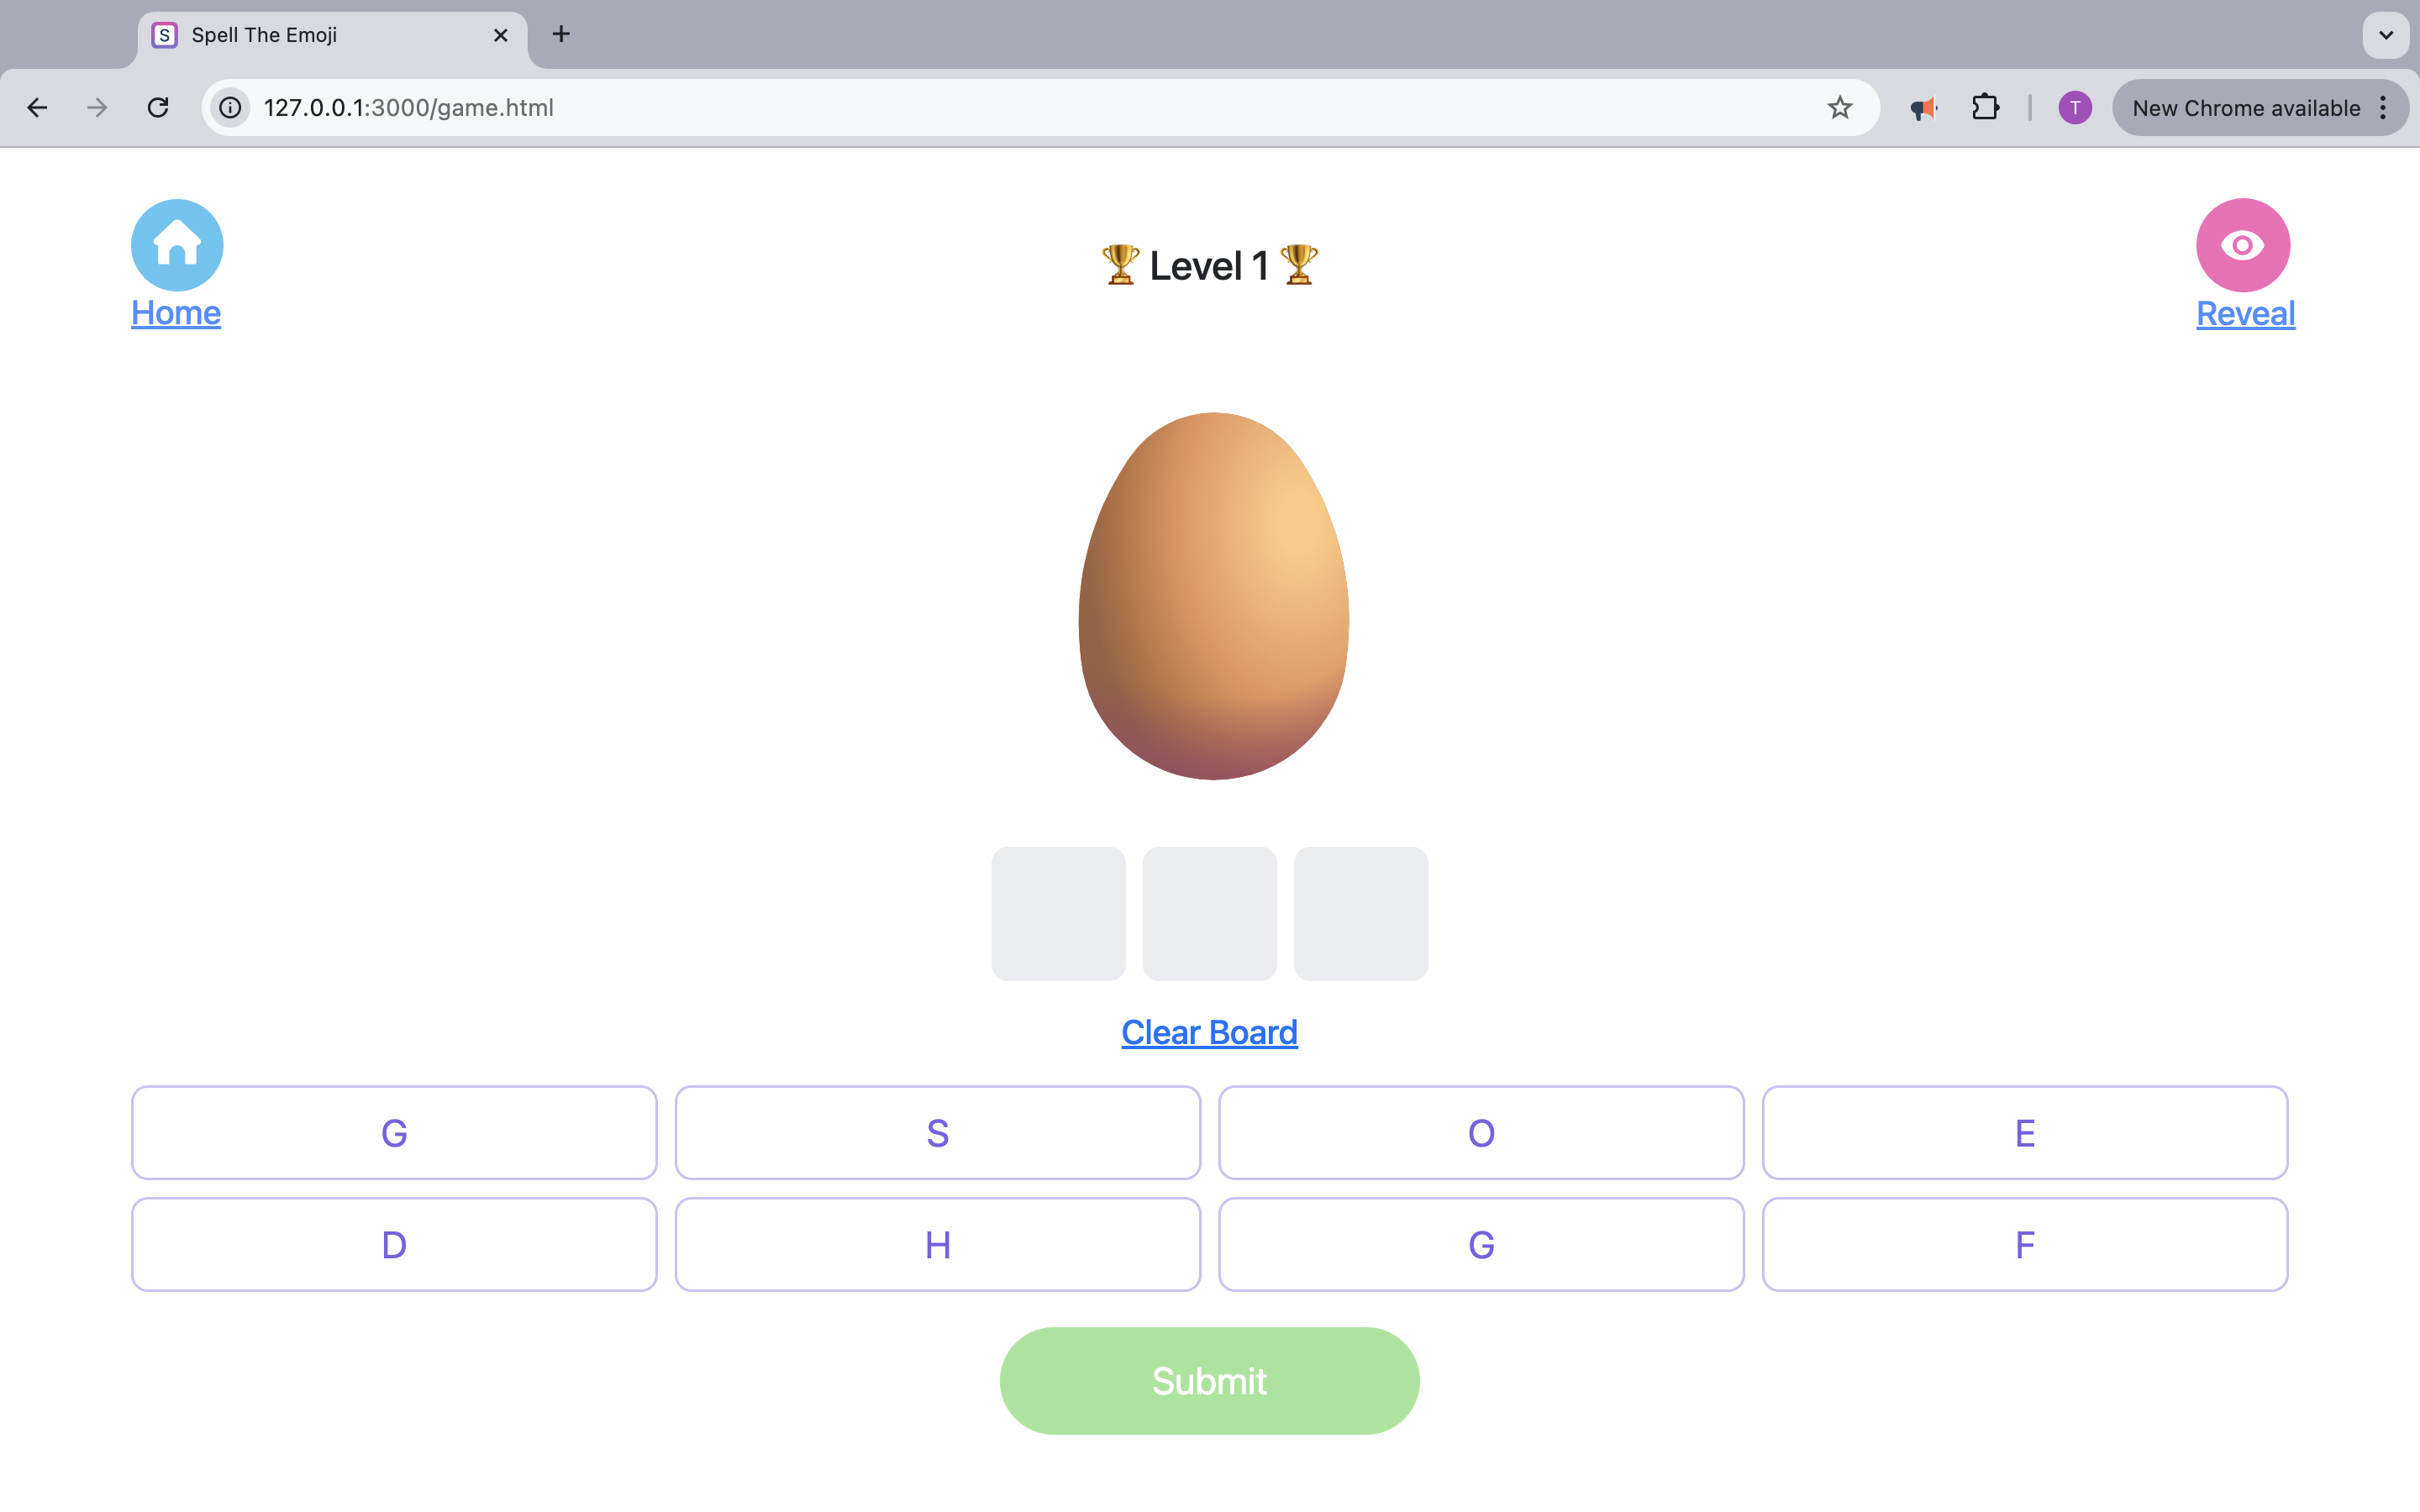 S Spell The Emoji
127.0.0.1:3000/game.html
T
New Chrome available
Home
🏆 Level 1 🏆
Reveal
Clear Board
G S O E
D H G F
Submit